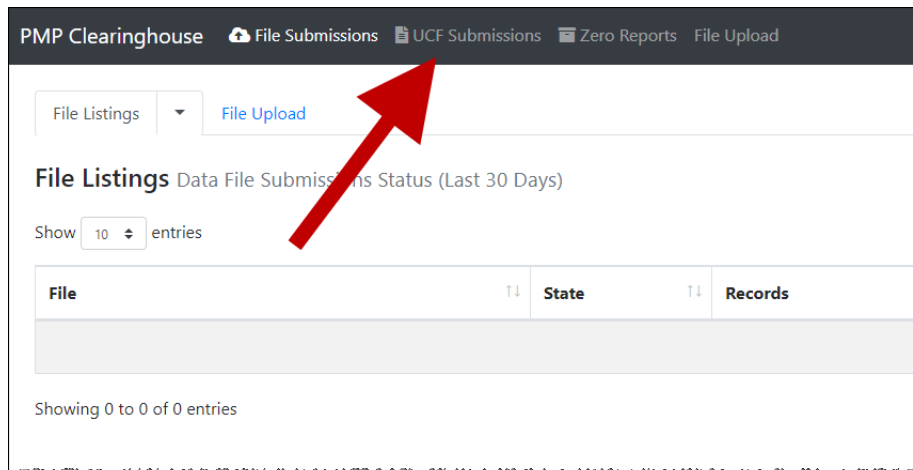 PMP Clearinghouse File Submissions UCF Submissions Zero Reports File Upload
File Listings File Upload
File Listings Data File Submissions Status (Last 30 Days)
Show 10 entries
File State Records
Showing 0 to 0 of 0 entries